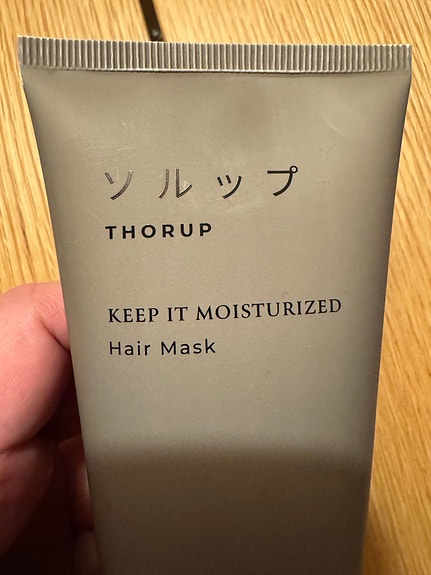 ソルップ
THORUP
KEEP IT MOISTURIZED
Hair Mask